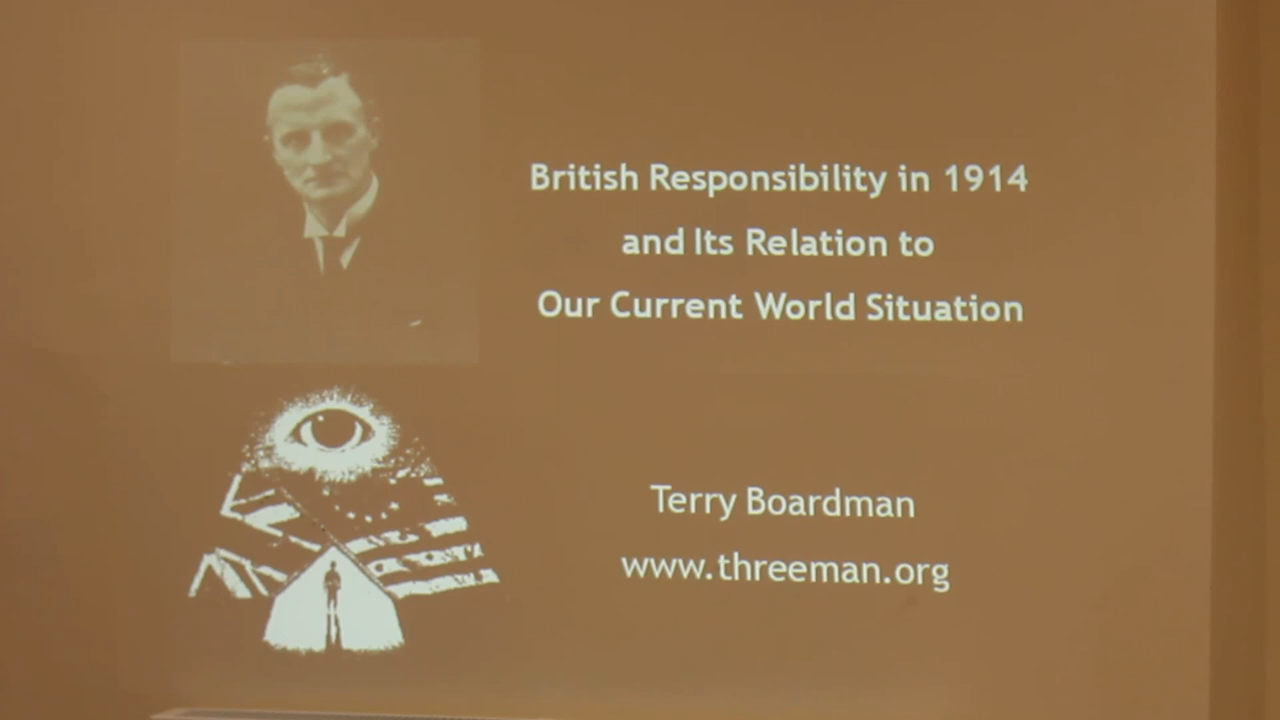 British Responsibility in 1914
and Its Relation to
Our Current World Situation
Terry Boardman
www.threeman.org